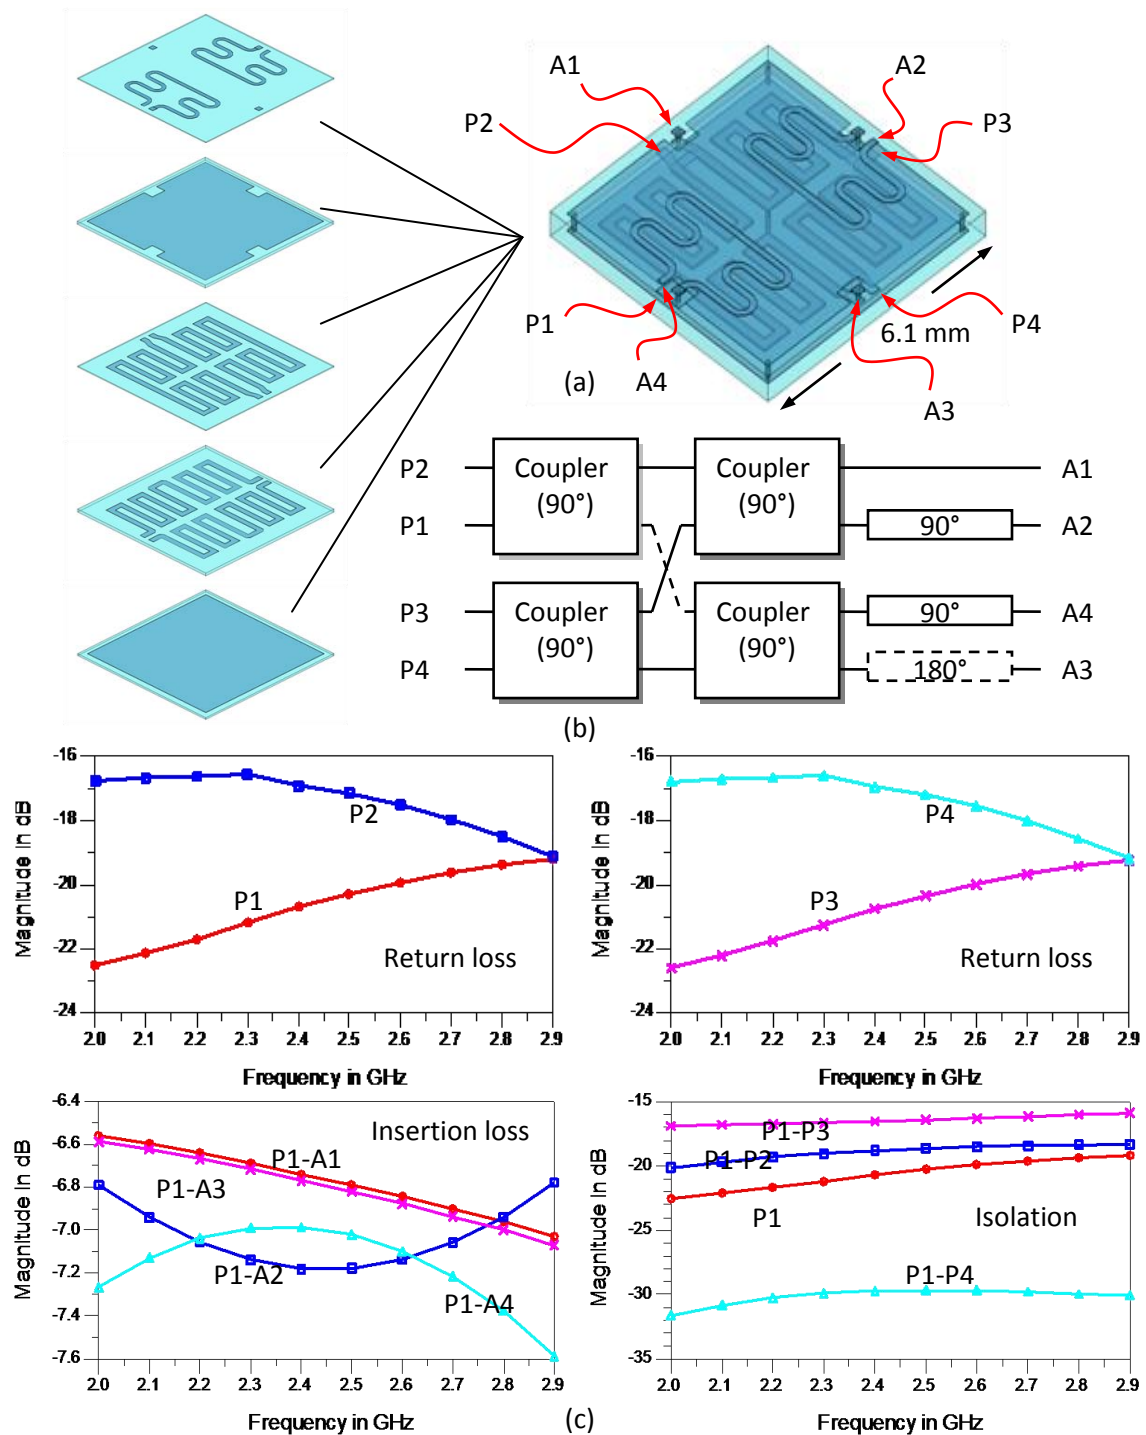 A1
A2
P2
P3
P1
P4
6.1 mm
(a)
A4
A3
P2
Coupler
(90°)
Coupler
(90°)
A1
P1
90°
A2
P3
Coupler
(90°)
Coupler
(90°)
90°
A4
P4
180°
A3
(b)
Magnitude in dB
-16
-18
-20
-22
-24
P2
P1
Return loss
2.0 2.1 2.2 2.3 2.4 2.5 2.6 2.7 2.8 2.9
Frequency in GHz
Magnitude in dB
-16
-18
-20
-22
-24
P4
P3
Return loss
2.0 2.1 2.2 2.3 2.4 2.5 2.6 2.7 2.8 2.9
Frequency in GHz
Magnitude in dB
-6.4
-6.6
-6.8
-7.0
-7.2
-7.4
-7.6
Insertion loss
P1-A1
P1-A3
P1-A2
P1-A4
2.0 2.1 2.2 2.3 2.4 2.5 2.6 2.7 2.8 2.9
Frequency in GHz
Magnitude in dB
-15
-20
-25
-30
-35
P1-P3
P1-P2
P1
Isolation
P1-P4
2.0 2.1 2.2 2.3 2.4 2.5 2.6 2.7 2.8 2.9
Frequency in GHz
(c)